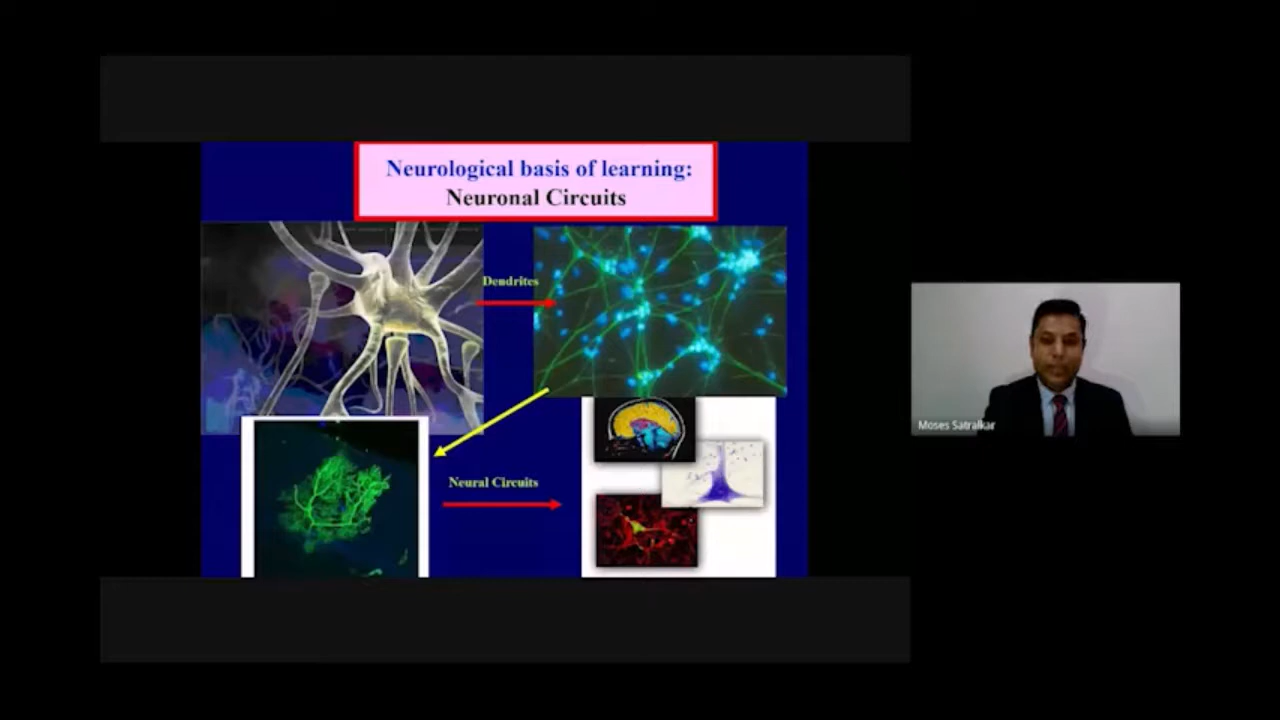 Neurological basis of learning:
Neuronal Circuits
Dendrites
Neural Circuits
Moses Satralkar